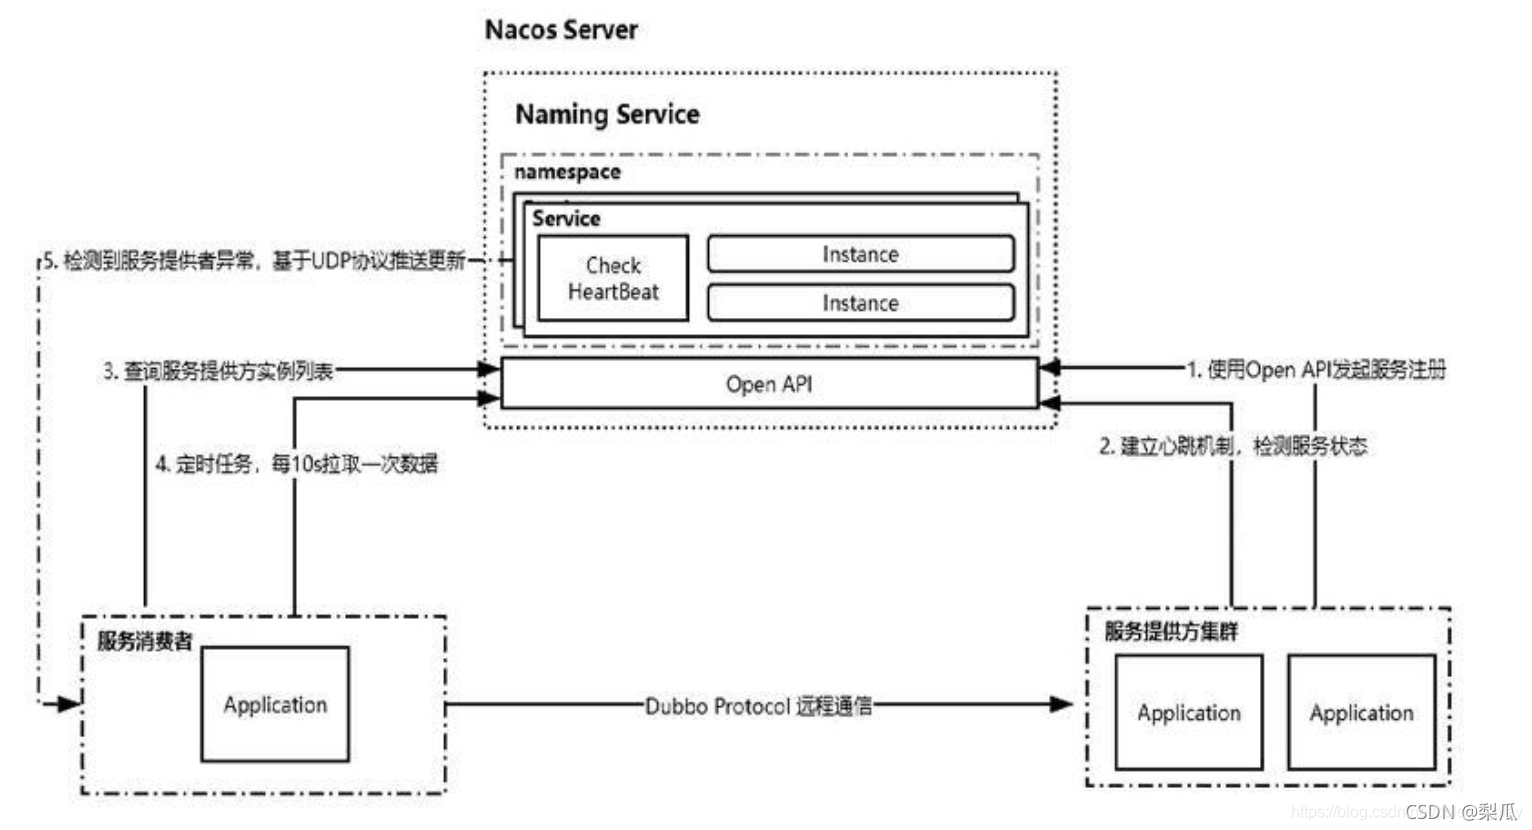 Nacos Server
Naming Service
namespace
Service
Check
HeartBeat
Instance
Instance
5. 检测到服务提供者异常，基于UDP协议推送更新
3. 查询服务提供方实例列表
Open API
1. 使用Open API发起服务注册
2. 建立心跳机制，检测服务状态
4. 定时任务，每10s拉取一次数据
服务消费者
Application
Dubbo Protocol 远程通信
服务提供方集群
Application
Application
https://blog.csdn
CSDN @梨瓜